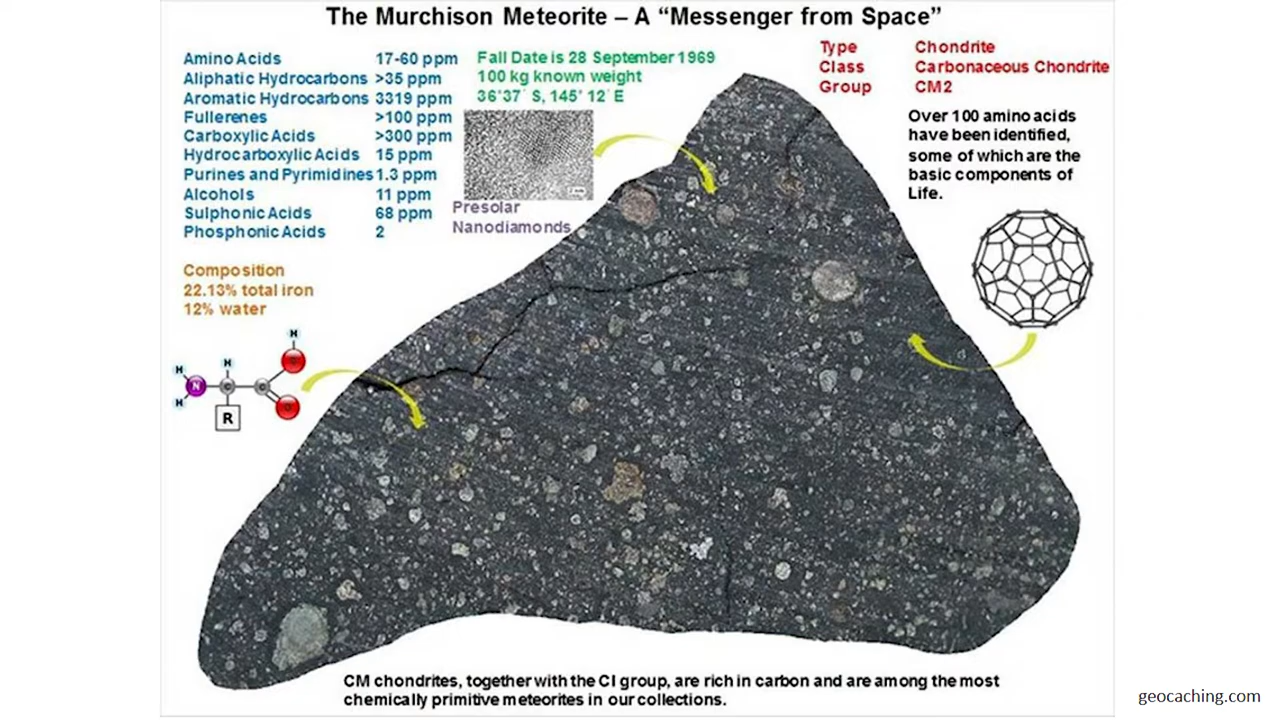 The Murchison Meteorite – A “Messenger from Space”
Amino Acids 17-60 ppm
Aliphatic Hydrocarbons >35 ppm
Aromatic Hydrocarbons 3319 ppm
Fullerenes >100 ppm
Carboxylic Acids >300 ppm
Hydrocarboxylic Acids 15 ppm
Purines and Pyrimidines 1.3 ppm
Alcohols 11 ppm
Sulphonic Acids 68 ppm
Phosphonic Acids 2
Fall Date is 28 September 1969
100 kg known weight
36°37´ S, 145° 12´ E
Presolar
Nanodiamonds
Type Chondrite
Class Carbonaceous Chondrite
Group CM2
Over 100 amino acids
have been identified,
some of which are the
basic components of
Life.
Composition
22.13% total iron
12% water
H
H
H
N
C
C
O
O
H
R
CM chondrites, together with the CI group, are rich in carbon and are among the most
chemically primitive meteorites in our collections.
geocaching.com